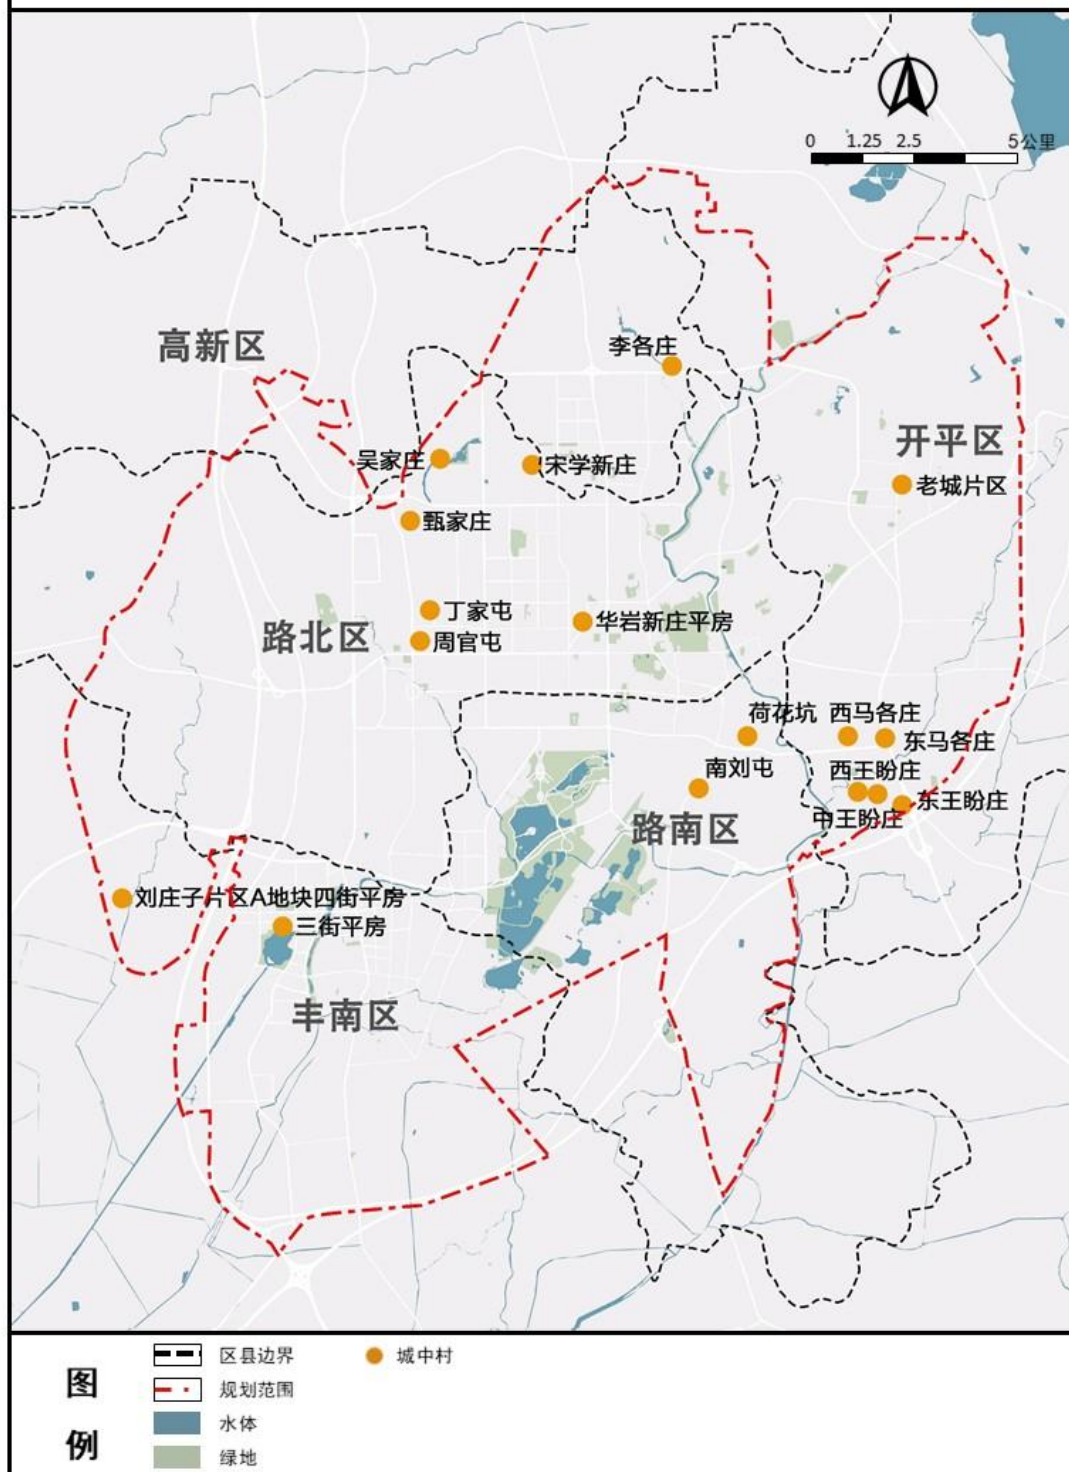 0 1.25 2.5 5公里
高新区
李各庄
开平区
吴家庄
宋学新庄
老城片区
甄家庄
丁家屯
华岩新庄平房
路北区
周官屯
荷花坑
西马各庄
东马各庄
南刘屯
西王盼庄
东王盼庄
中王盼庄
路南区
刘庄子片区A地块四街平房
三街平房
丰南区
图例
区县边界
城中村
规划范围
水体
绿地